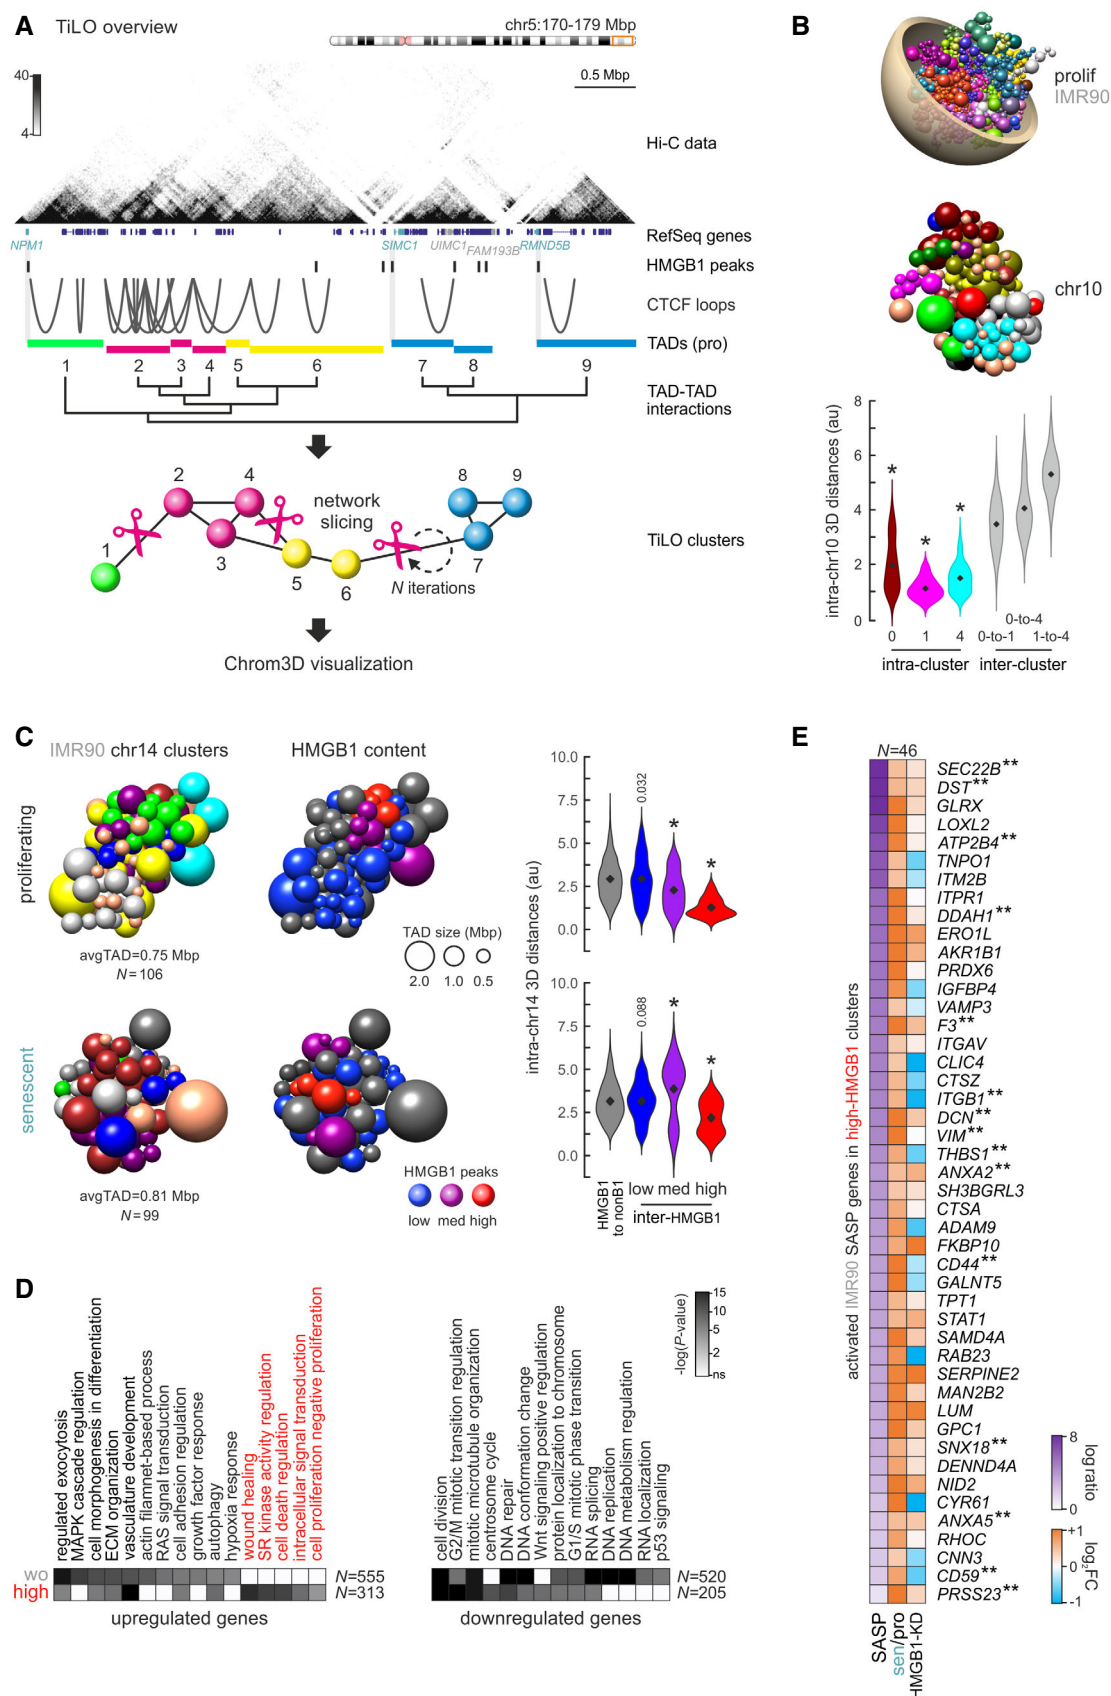 A
TiLO overview
chr5:170-179 Mbp
40
4
0.5 Mbp
Hi-C data
NPM1
SIMC1
UIMC1
FAM193B
RMND5B
RefSeq genes
HMGB1 peaks
CTCF loops
TADs (pro)
1 2 3 4 5 6 7 8 9
TAD-TAD
interactions
2 4 8 9
network
slicing
1
3
5
6
7
N iterations
TiLO clusters
Chrom3D visualization
B
prolif
IMR90
chr10
intra-chr10 3D distances (au)
8
6
4
2
0
*
*
*
0-to-4
0 1 4 0-to-1 1-to-4
intra-cluster
inter-cluster
C
IMR90 chr14 clusters
HMGB1 content
proliferating
avgTAD=0.75 Mbp
N=106
TAD size (Mbp)
2.0 1.0 0.5
senescent
avgTAD=0.81 Mbp
N=99
HMGB1 peaks
low med high
intra-chr14 3D distances (au)
10.0
7.5
5.0
2.5
0.0
0.032
*
*
10.0
7.5
5.0
2.5
0.0
0.088
*
*
HMGB1
to nonB1
low med high
inter-HMGB1
D
regulated exocytosis
MAPK cascade regulation
cell morphogenesis in differentiation
ECM organization
vasculature development
actin filamnet-based process
RAS signal transduction
cell adhesion regulation
growth factor response
autophagy
hypoxia response
wound healing
SR kinase activity regulation
cell death regulation
intracellular signal transduction
cell proliferation negative proliferation
wo
high
N=555
N=313
upregulated genes
cell division
G2/M mitotic transition regulation
mitotic microtubule organization
centrosome cycle
DNA repair
DNA conformation change
Wnt signaling positive regulation
protein localization to chromosome
G1/S mitotic phase transition
RNA splicing
DNA replication
DNA metabolism regulation
RNA localization
p53 signaling
N=520
N=205
downregulated genes
-log(P-value)
15
10
5
2
ns
E
N=46
activated IMR90 SASP genes in high-HMGB1 clusters
SEC22B**
DST**
GLRX
LOXL2
ATP2B4**
TNPO1
ITM2B
ITPR1
DDAH1**
ERO1L
AKR1B1
PRDX6
IGFBP4
VAMP3
F3**
ITGAV
CLIC4
CTSZ
ITGB1**
DCN**
VIM**
THBS1**
ANXA2**
SH3BGRL3
CTSA
ADAM9
FKBP10
CD44**
GALNT5
TPT1
STAT1
SAMD4A
RAB23
SERPINE2
MAN2B2
LUM
GPC1
SNX18**
DENND4A
NID2
CYR61
ANXA5**
RHOC
CNN3
CD59**
PRSS23**
SASP
sen/pro
HMGB1-KD
8
0
logratio
+1
-1
log2FC